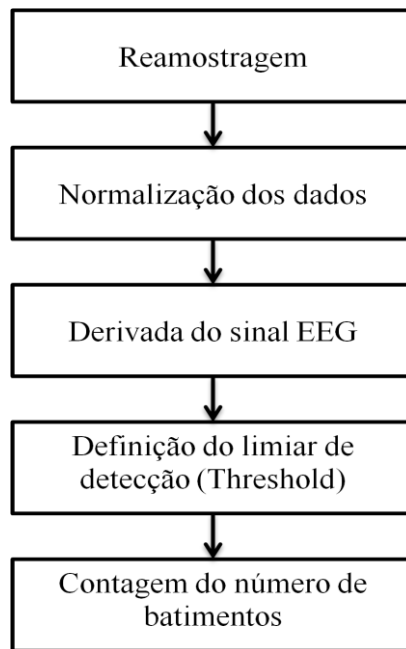 Reamostragem
Normalização dos dados
Derivada do sinal EEG
Definição do limiar de
detecção (Threshold)
Contagem do número de
batimentos